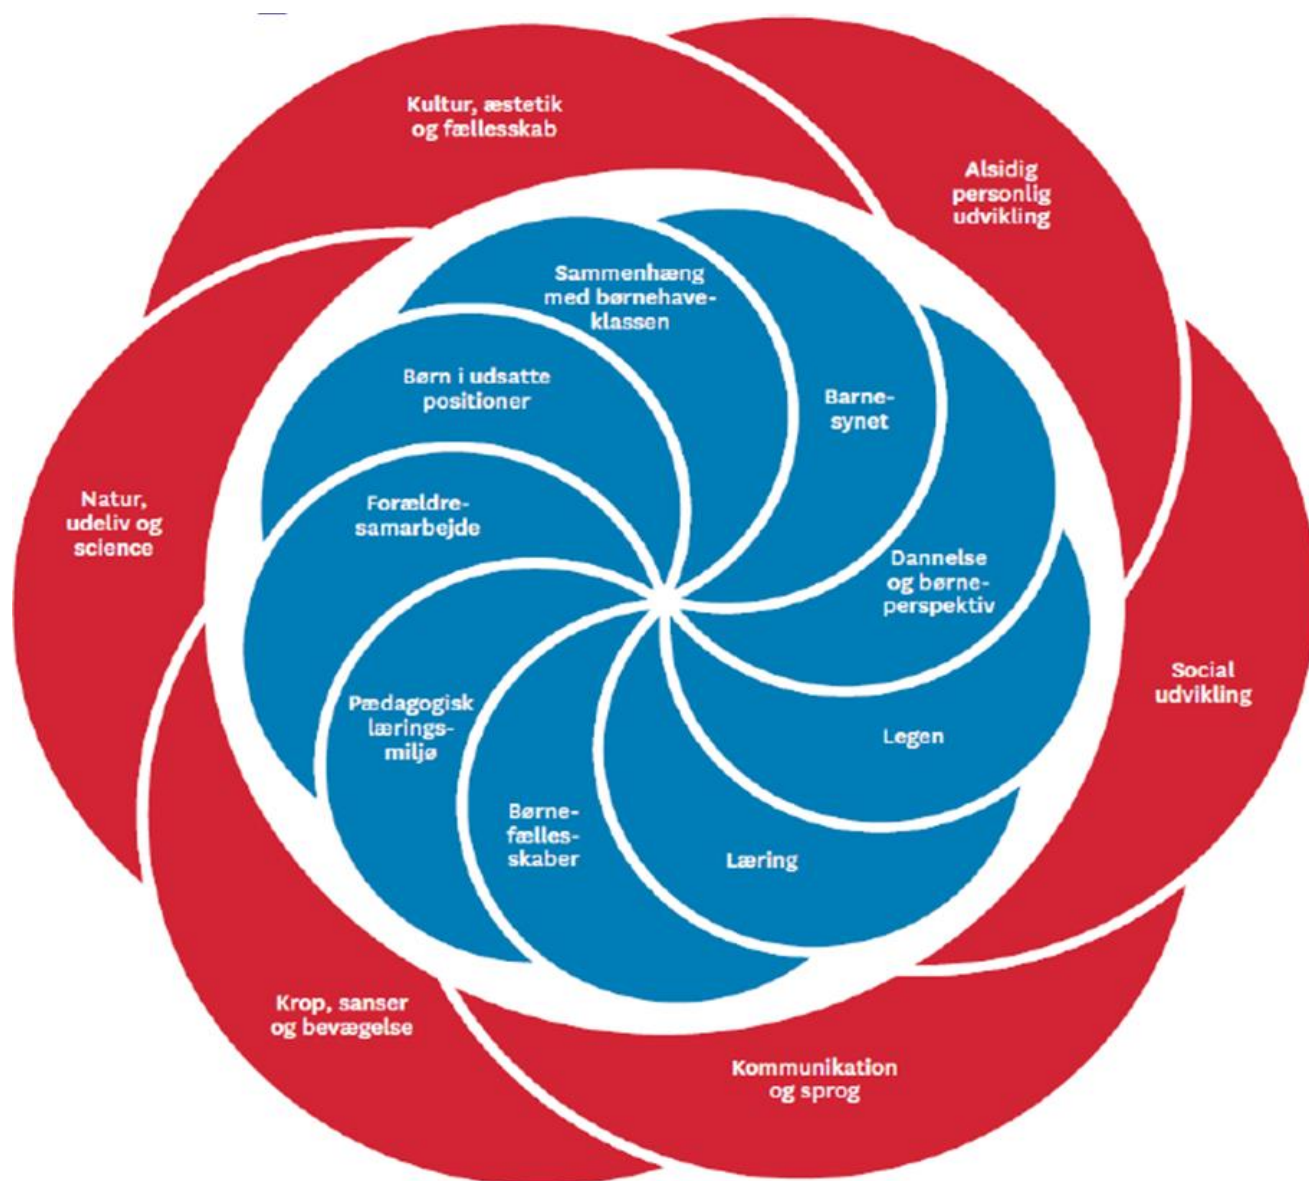 Kultur, æstetik
og fællesskab
Alsidig
personlig
udvikling
Social
udvikling
Kommunikation
og sprog
Krop, sanser
og bevægelse
Natur,
udeliv og
science
Sammenhæng
med børnehave-
klassen
Barne-
synet
Dannelse
og børne-
perspektiv
Legen
Læring
Børne-
fælles-
skaber
Pædagogisk
lærings-
miljø
Forældre-
samarbejde
Børn i udsatte
positioner